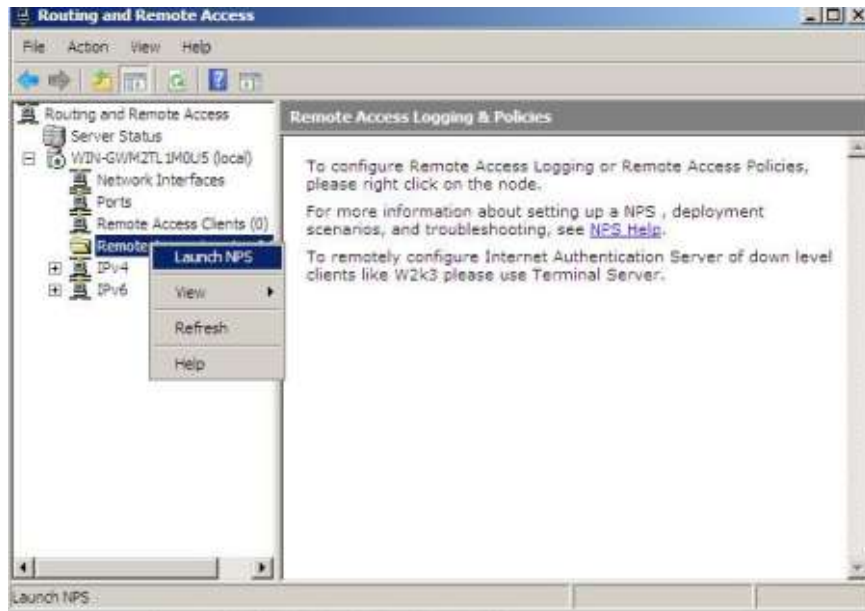 Routing and Remote Access
File Action View Help
Routing and Remote Access
Server Status
WIN-GWM2TL1M0U5 (local)
Network Interfaces
Ports
Remote Access Clients (0)
Remote
IPv4
IPv6
Launch NPS
View
Refresh
Help
Remote Access Logging & Policies
To configure Remote Access Logging or Remote Access Policies,
please right click on the node.
For more information about setting up a NPS , deployment
scenarios, and troubleshooting, see NPS Help.
To remotely configure Internet Authentication Server of down level
clients like W2k3 please use Terminal Server.
Launch NPS